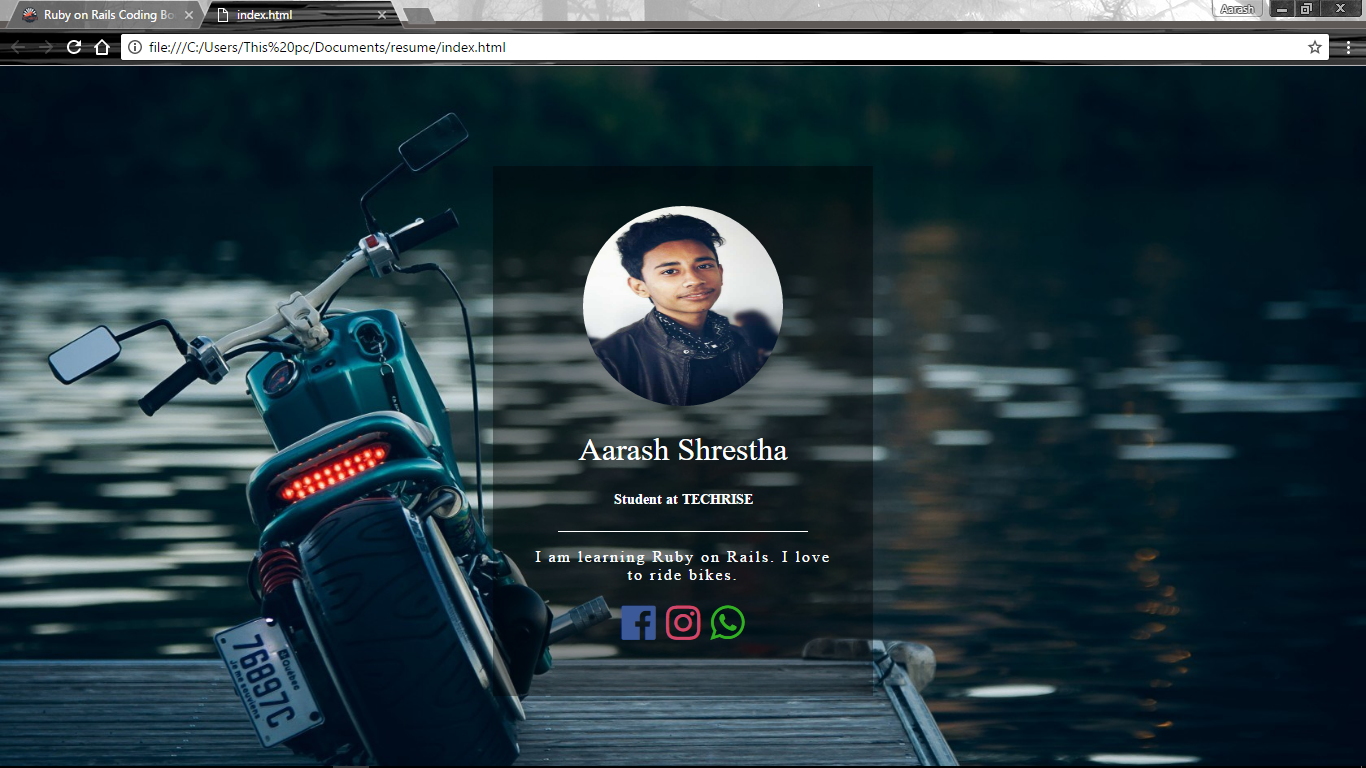 Ruby on Rails Coding Bo
index.html
Aarash
file:///C:/Users/This%20pc/Documents/resume/index.html
Aarash Shrestha
Student at TECHRISE
I am learning Ruby on Rails. I love
to ride bikes.
Québec
76897C
Je me souviens